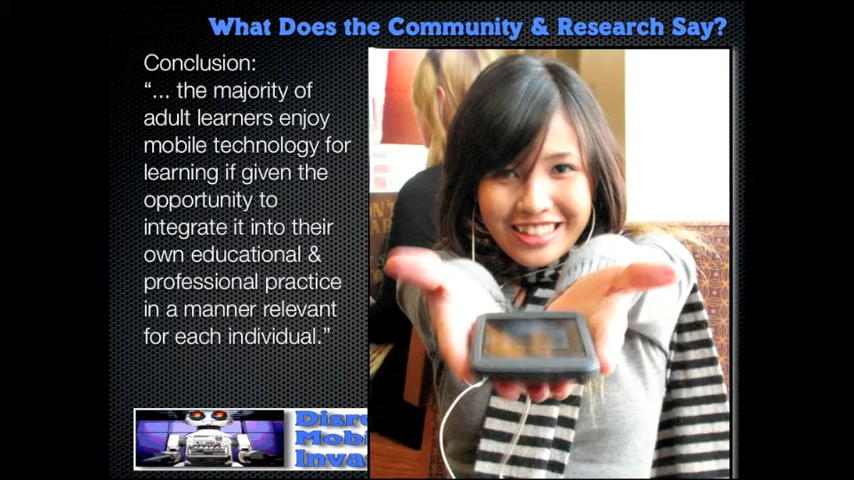 What Does the Community & Research Say?
Conclusion:
“... the majority of
adult learners enjoy
mobile technology for
learning if given the
opportunity to
integrate it into their
own educational &
professional practice
in a manner relevant
for each individual.”